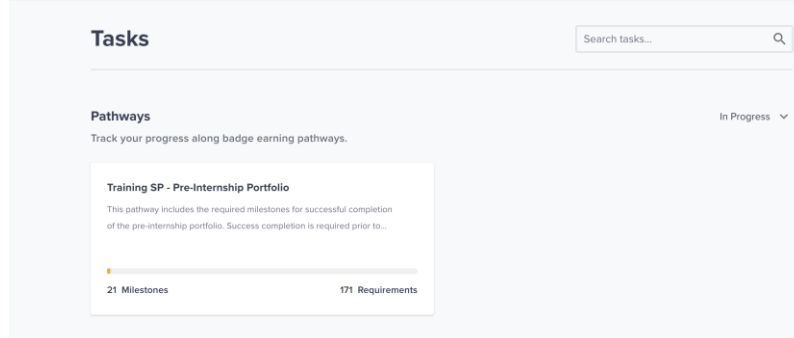 Tasks
Search tasks...
Pathways
In Progress
Track your progress along badge earning pathways.
Training SP - Pre-Internship Portfolio
This pathway includes the required milestones for successful completion
of the pre-internship portfolio. Success completion is required prior to...
21 Milestones
171 Requirements